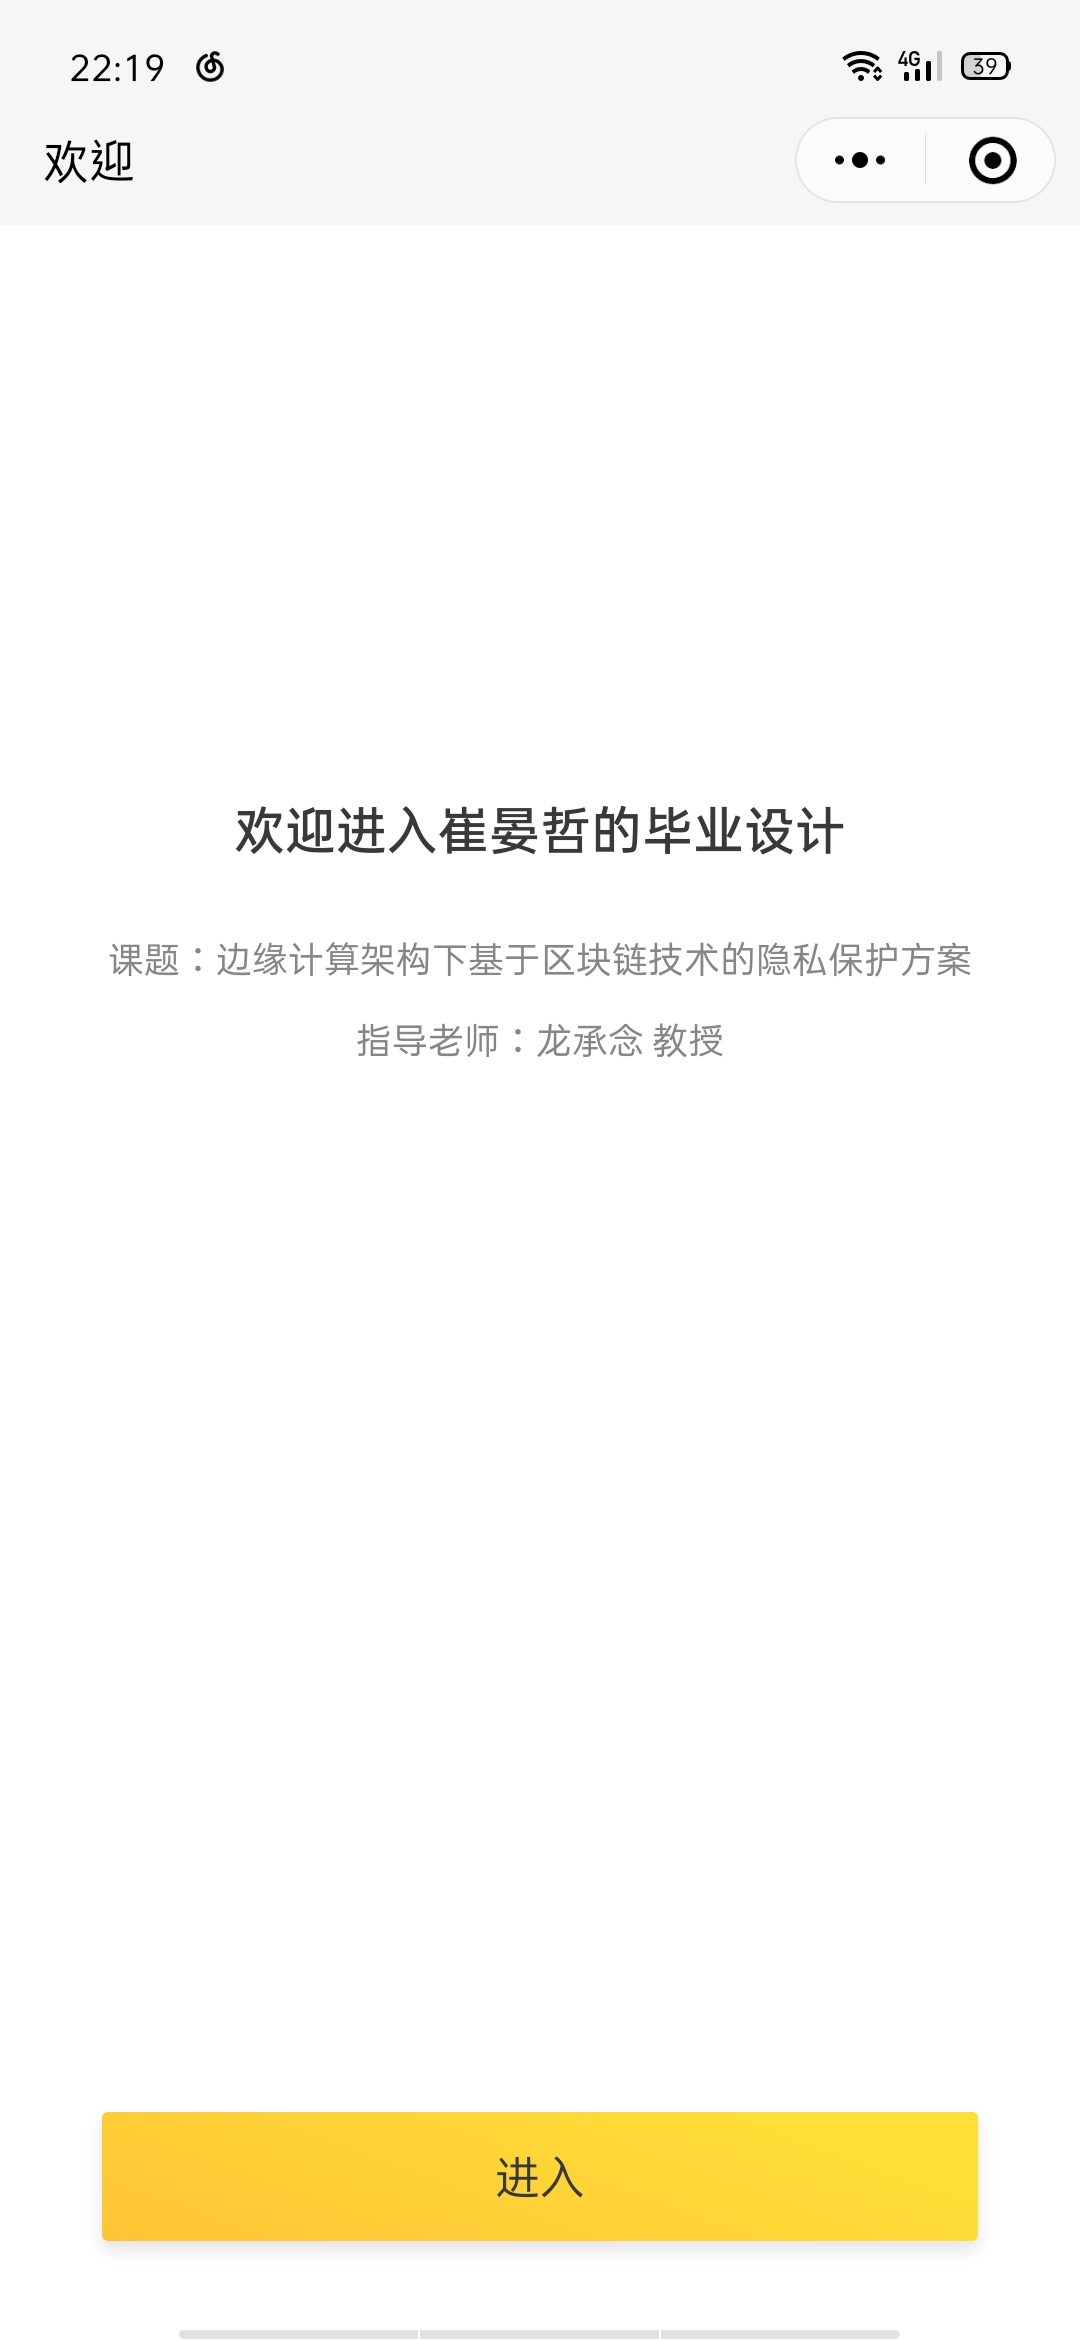 22:19
4G
39
欢迎
欢迎进入崔晏哲的毕业设计
课题：边缘计算架构下基于区块链技术的隐私保护方案
指导老师：龙承念 教授
进入